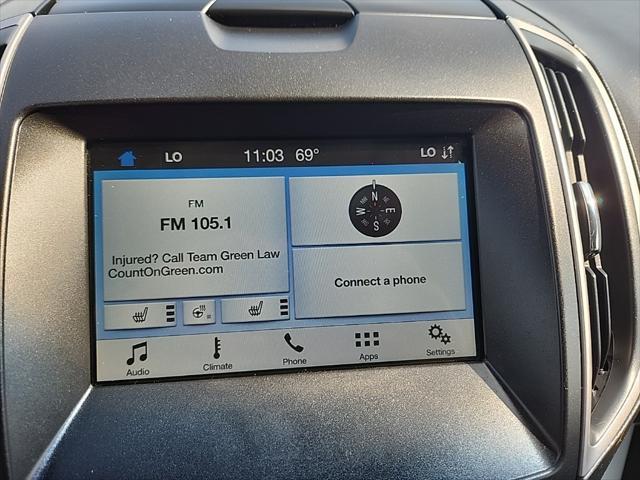 LO 11:03 69° LO
FM
FM 105.1
Injured? Call Team Green Law
CountOnGreen.com
N
W E
S
Connect a phone
Audio Climate Phone Apps Settings